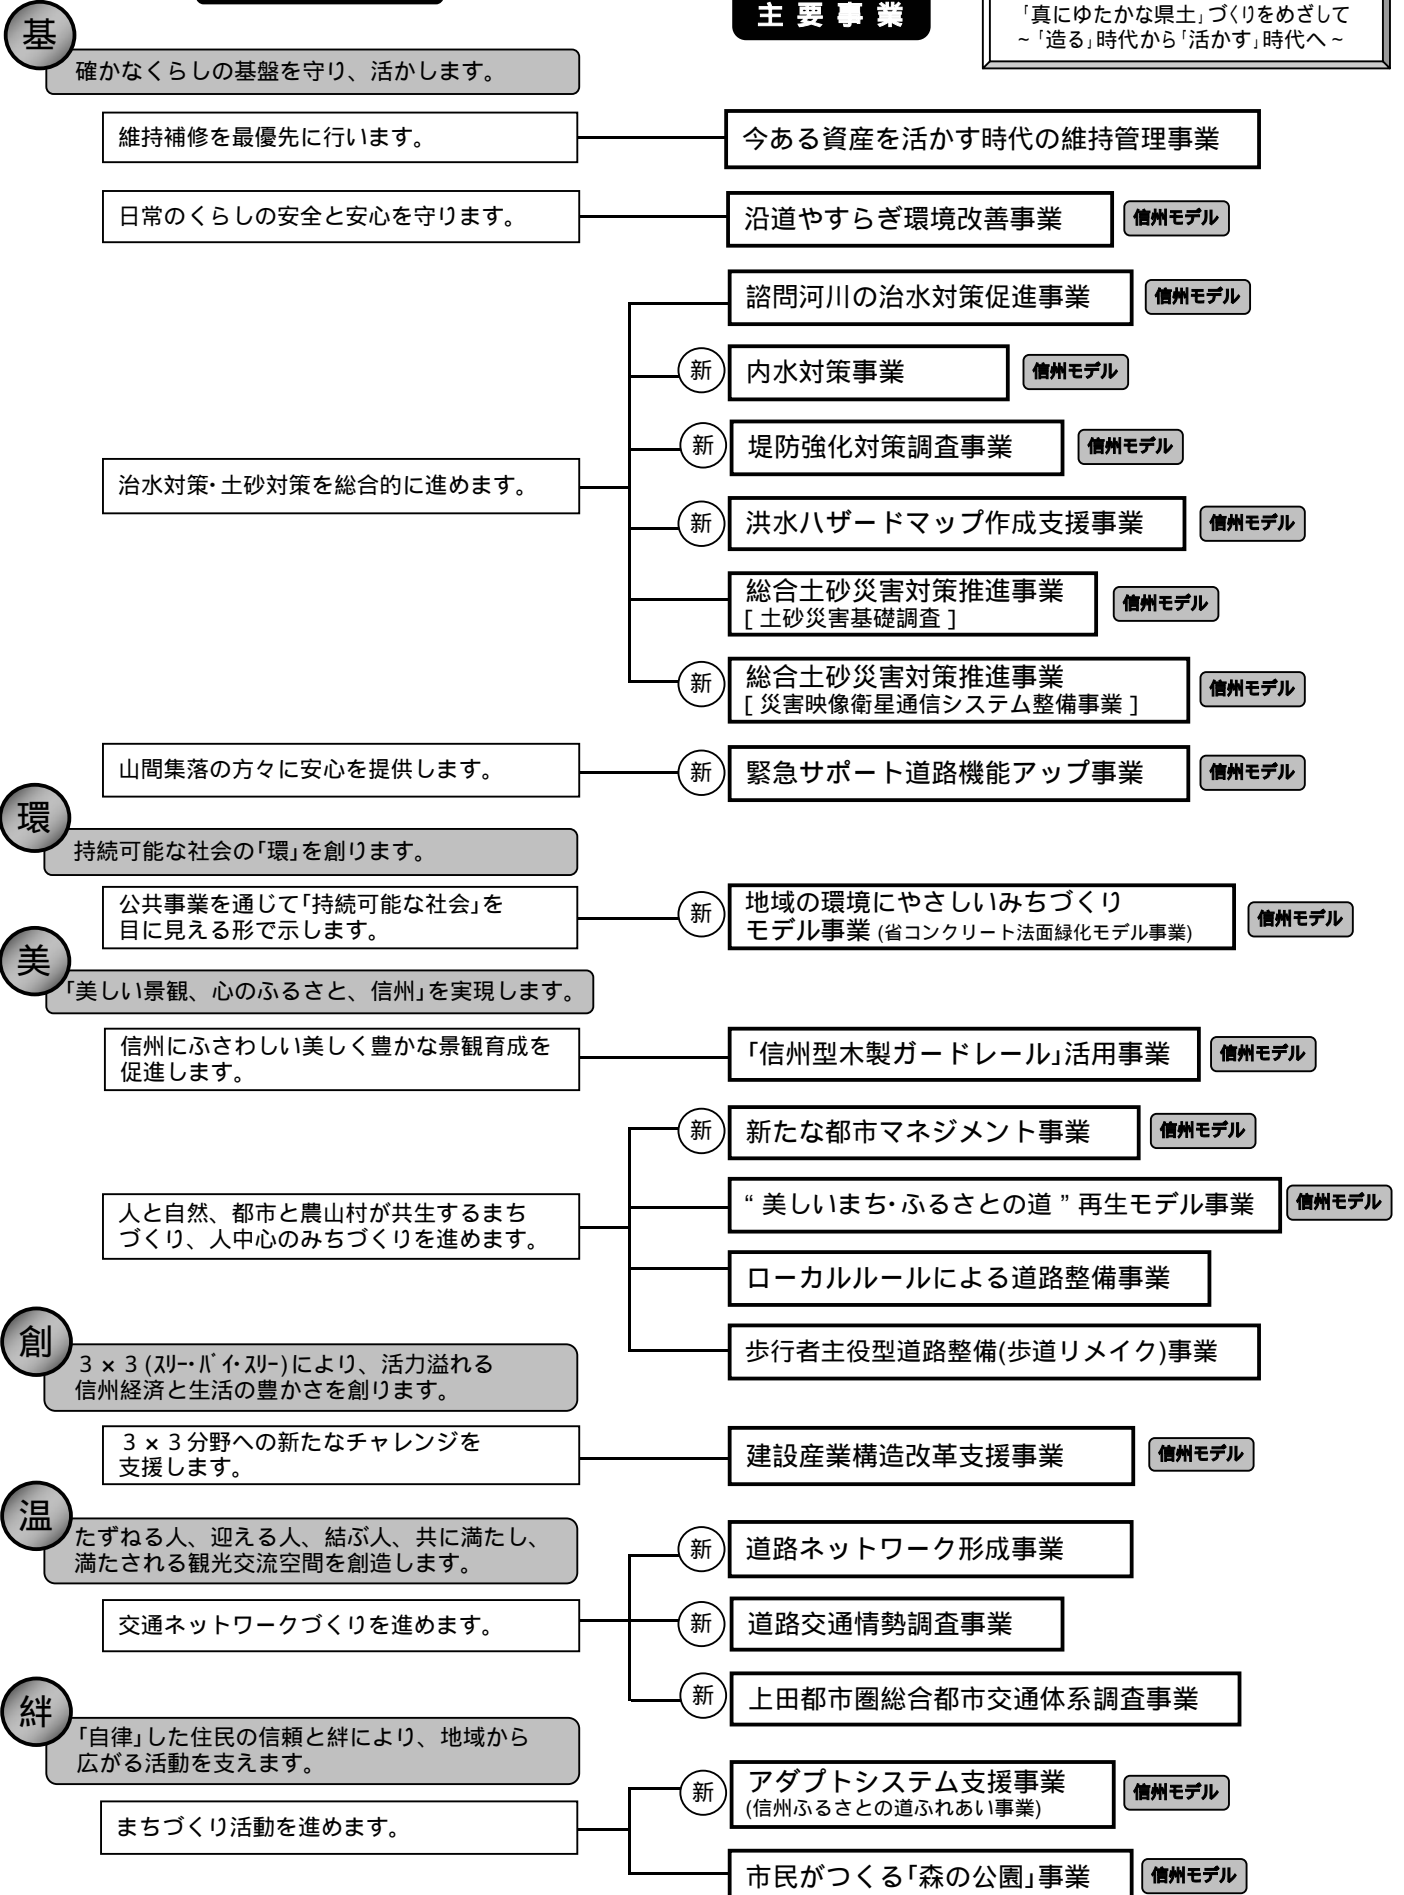 主要事業
「真にゆたかな県土」づくりをめざして
~「造る」時代から「活かす」時代へ~
基
確かなくらしの基盤を守り、活かします。
維持補修を最優先に行います。
今ある資産を活かす時代の維持管理事業
日常のくらしの安全と安心を守ります。
沿道やすらぎ環境改善事業
信州モデル
諮問河川の治水対策促進事業
信州モデル
新
内水対策事業
信州モデル
新
堤防強化対策調査事業
信州モデル
治水対策・土砂対策を総合的に進めます。
新
洪水ハザードマップ作成支援事業
信州モデル
総合土砂災害対策推進事業
[ 土砂災害基礎調査 ]
信州モデル
新
総合土砂災害対策推進事業
[ 災害映像衛星通信システム整備事業 ]
信州モデル
山間集落の方々に安心を提供します。
新
緊急サポート道路機能アップ事業
信州モデル
環
持続可能な社会の「環」を創ります。
公共事業を通じて「持続可能な社会」を
目に見える形で示します。
新
地域の環境にやさしいみちづくり
モデル事業 (省コンクリート法面緑化モデル事業)
信州モデル
美
「美しい景観、心のふるさと、信州」を実現します。
信州にふさわしい美しく豊かな景観育成を
促進します。
「信州型木製ガードレール」活用事業
信州モデル
新
新たな都市マネジメント事業
信州モデル
人と自然、都市と農山村が共生するまち
づくり、人中心のみちづくりを進めます。
“美しいまち・ふるさとの道”再生モデル事業
信州モデル
ローカルルールによる道路整備事業
歩行者主役型道路整備(歩道リメイク)事業
創
3×3(ｽﾘｰ・ﾊﾞｲ・ｽﾘｰ)により、活力溢れる
信州経済と生活の豊かさを創ります。
3×3分野への新たなチャレンジを
支援します。
建設産業構造改革支援事業
信州モデル
温
たずねる人、迎える人、結ぶ人、共に満たし、
満たされる観光交流空間を創造します。
新
道路ネットワーク形成事業
交通ネットワークづくりを進めます。
新
道路交通情勢調査事業
新
上田都市圏総合都市交通体系調査事業
絆
「自律」した住民の信頼と絆により、地域から
広がる活動を支えます。
まちづくり活動を進めます。
新
アダプトシステム支援事業
(信州ふるさとの道ふれあい事業)
信州モデル
市民がつくる「森の公園」事業
信州モデル